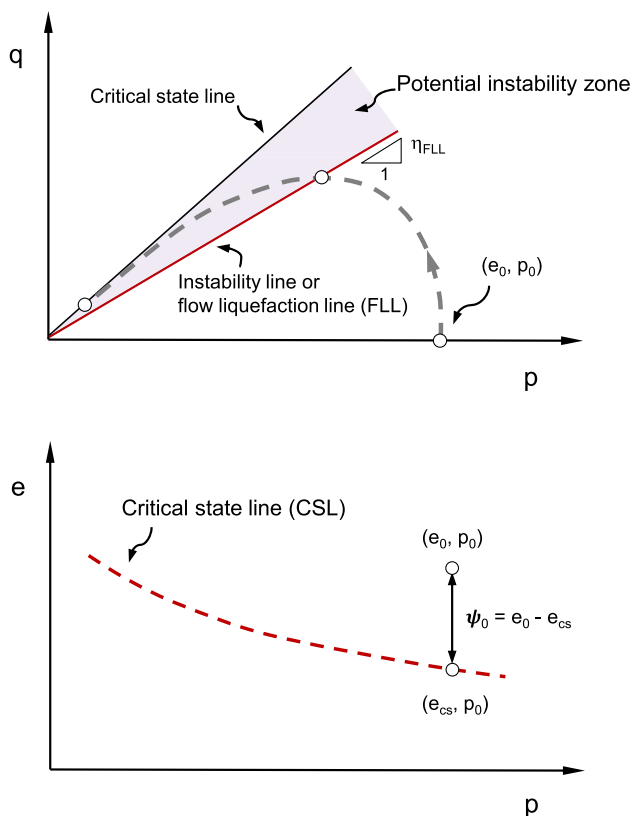 q
Critical state line
Potential instability zone
η_FLL
1
Instability line or
flow liquefaction line (FLL)
(e₀, p₀)
p
e
Critical state line (CSL)
(e₀, p₀)
ψ₀ = e₀ - e_cs
(e_cs, p₀)
p